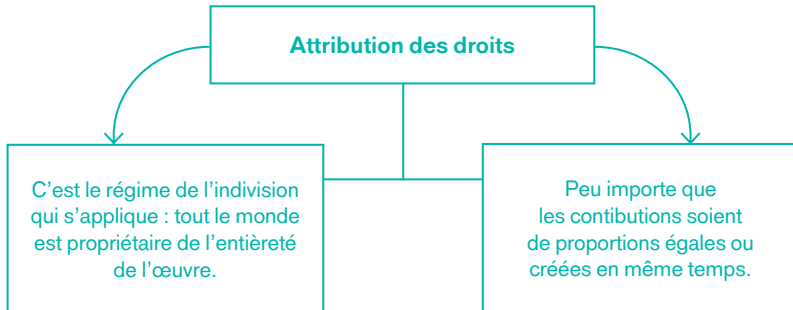 Attribution des droits
C’est le régime de l’indivision
qui s’applique : tout le monde
est propriétaire de l’entièreté
de l’œuvre.
Peu importe que
les contibutions soient
de proportions égales ou
créées en même temps.